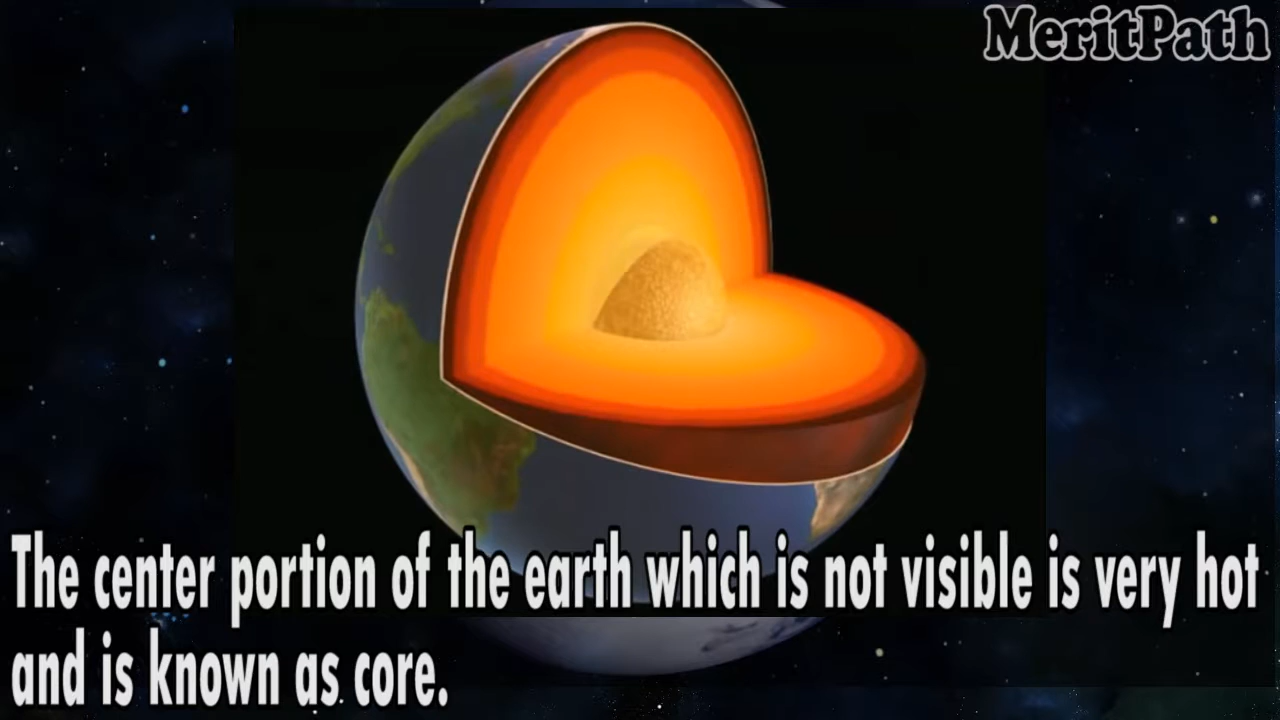 MeritPath
The center portion of the earth which is not visible is very hot
and is known as core.